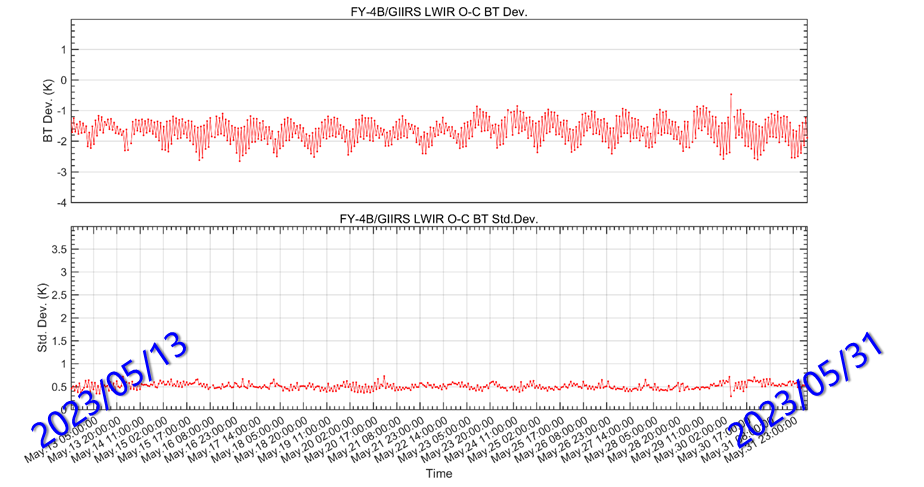 FY-4B/GIIRS LWIR O-C BT Dev.
1
0
-1
-2
-3
-4
BT Dev. (K)
FY-4B/GIIRS LWIR O-C BT Std.Dev.
3.5
3
2.5
2
1.5
1
0.5
0
Std. Dev. (K)
2023/05/13
2023/05/31
May.13 20:00:00
May.14 11:00:00
May.15 02:00:00
May.15 17:00:00
May.16 08:00:00
May.16 23:00:00
May.17 14:00:00
May.18 05:00:00
May.18 20:00:00
May.19 11:00:00
May.20 02:00:00
May.20 17:00:00
May.21 08:00:00
May.21 23:00:00
May.22 14:00:00
May.23 05:00:00
May.23 20:00:00
May.24 11:00:00
May.25 02:00:00
May.25 17:00:00
May.26 08:00:00
May.26 23:00:00
May.27 14:00:00
May.28 05:00:00
May.28 20:00:00
May.29 11:00:00
May.30 02:00:00
May.31 23:00:00
Time